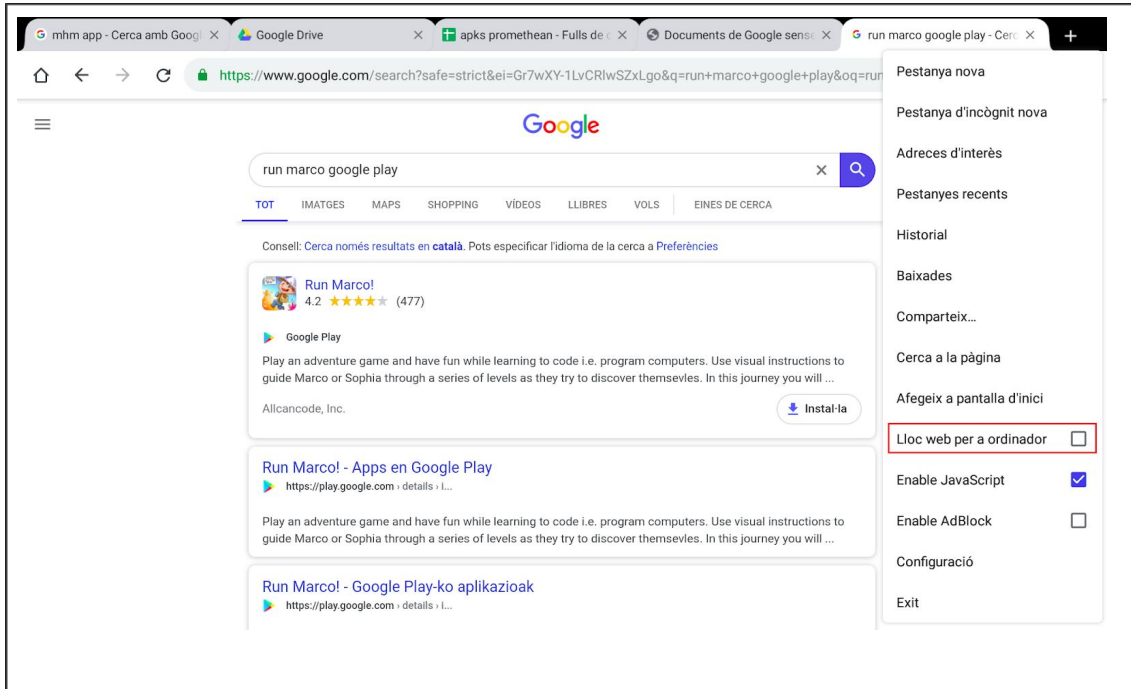 mhm app - Cerca amb Googl
Google Drive
apks promethean - Fulls de c
Documents de Google sense
run marco google play - Cerc
https://www.google.com/search?safe=strict&ei=Gr7wXY-1LvCRlwSZxLgo&q=run+marco+google+play&oq=run
Google
run marco google play
TOT IMATGES MAPS SHOPPING VÍDEOS LLIBRES VOLS EINES DE CERCA
Consell: Cerca només resultats en català. Pots especificar l'idioma de la cerca a Preferències
Run Marco!
4.2 ★★★★★ (477)
Google Play
Play an adventure game and have fun while learning to code i.e. program computers. Use visual instructions to
guide Marco or Sophia through a series of levels as they try to discover themsevles. In this journey you will ...
Allcancode, Inc.
Instal·la
Run Marco! - Apps en Google Play
https://play.google.com › details › i...
Play an adventure game and have fun while learning to code i.e. program computers. Use visual instructions to
guide Marco or Sophia through a series of levels as they try to discover themsevles. In this journey you will ...
Run Marco! - Google Play-ko aplikazioak
https://play.google.com › details › i...
Pestanya nova
Pestanya d'incògnit nova
Adreces d'interès
Pestanyes recents
Historial
Baixades
Comparteix...
Cerca a la pàgina
Afegeix a pantalla d'inici
Lloc web per a ordinador
Enable JavaScript
Enable AdBlock
Configuració
Exit